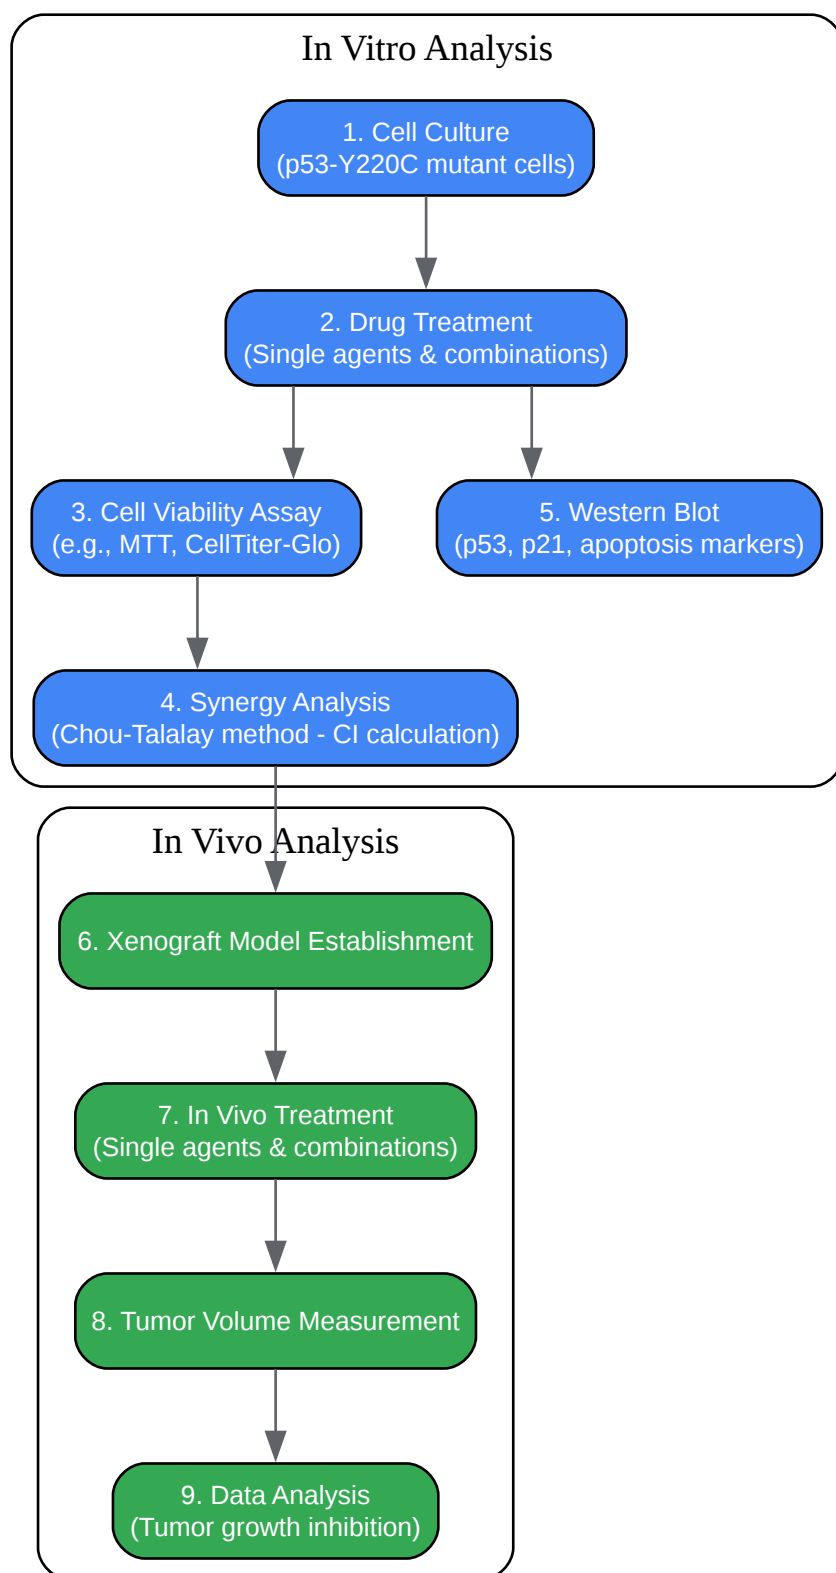 In Vitro Analysis
1. Cell Culture
(p53-Y220C mutant cells)
2. Drug Treatment
(Single agents & combinations)
3. Cell Viability Assay
(e.g., MTT, CellTiter-Glo)
5. Western Blot
(p53, p21, apoptosis markers)
4. Synergy Analysis
(Chou-Talalay method - CI calculation)
In Vivo Analysis
6. Xenograft Model Establishment
7. In Vivo Treatment
(Single agents & combinations)
8. Tumor Volume Measurement
9. Data Analysis
(Tumor growth inhibition)